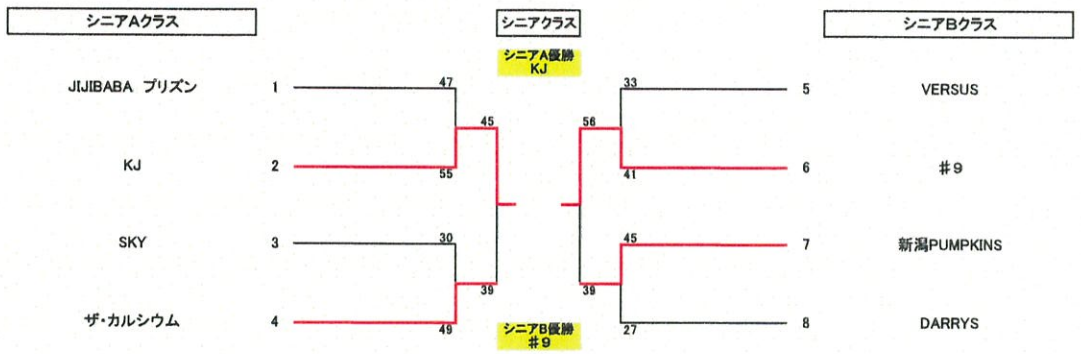 シニアAクラス
シニアクラス
シニアBクラス
シニアA優勝
KJ
JIJIBABA プリズン 1 47
33 5 VERSUS
45
56
KJ 2 55
41 6 #9
SKY 3 30
45 7 新潟PUMPKINS
39
39
ザ・カルシウム 4 49
27 8 DARRYS
シニアB優勝
#9